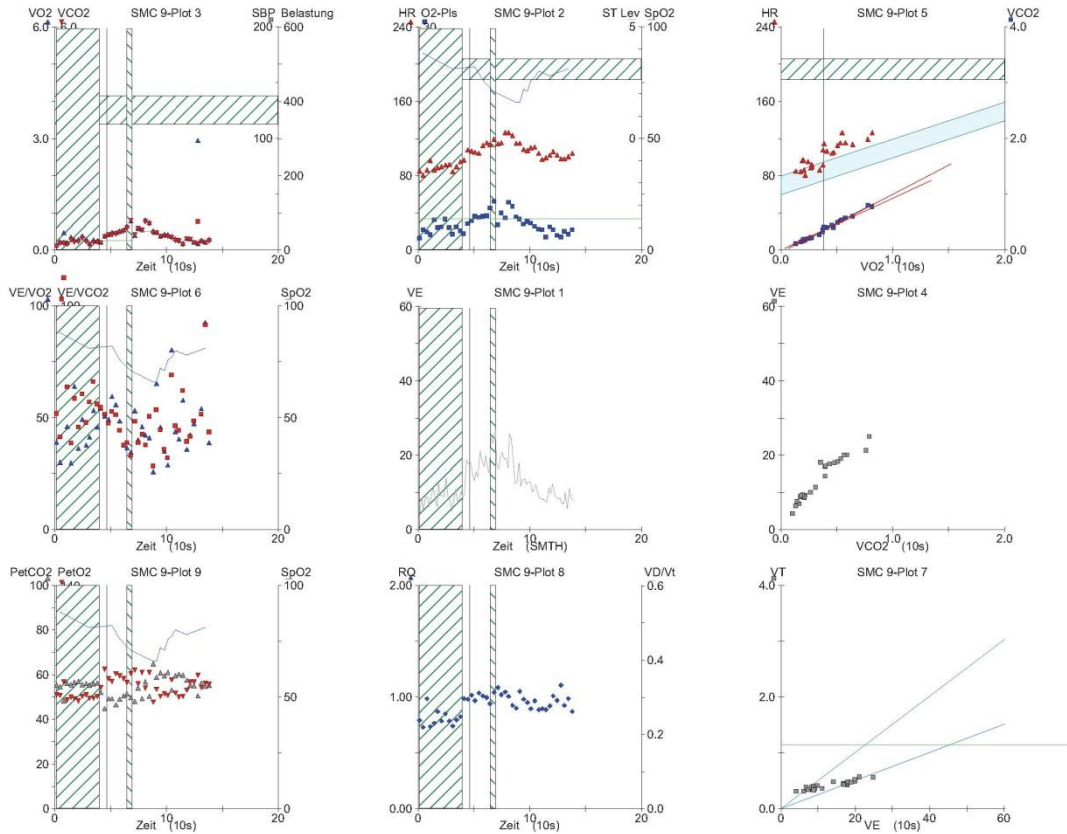 VO2 VCO2 SMC 9-Plot 3 SBP Belastung
6.0 200 600
3.0 100 400
200
0.0 0 0
0 10 20
Zeit (10s)
HR O2-Pls SMC 9-Plot 2 ST Lev SpO2
240 30 5 100
160 0 50
80
0 0
0 10 20
Zeit (10s)
HR SMC 9-Plot 5 VCO2
240 4.0
160 2.0
80
0 0.0
0.0 1.0 2.0
VO2 (10s)
VE/VO2 VE/VCO2 SMC 9-Plot 6 SpO2
100 100
50 50
0 0
0 10 20
Zeit (10s)
VE SMC 9-Plot 1
60
40
20
0
0 10 20
Zeit (SMTH)
VE SMC 9-Plot 4
60
40
20
0
0.0 1.0 2.0
VCO2 (10s)
PetCO2 PetO2 SMC 9-Plot 9 SpO2
100 140 100
80
60 50
40
20
0 0
0 10 20
Zeit (10s)
RQ SMC 9-Plot 8 VD/Vt
2.00 0.6
0.4
1.00
0.2
0.00 0.0
0 10 20
Zeit (10s)
VT SMC 9-Plot 7
4.0
2.0
0.0
0 20 40 60
VE (10s)